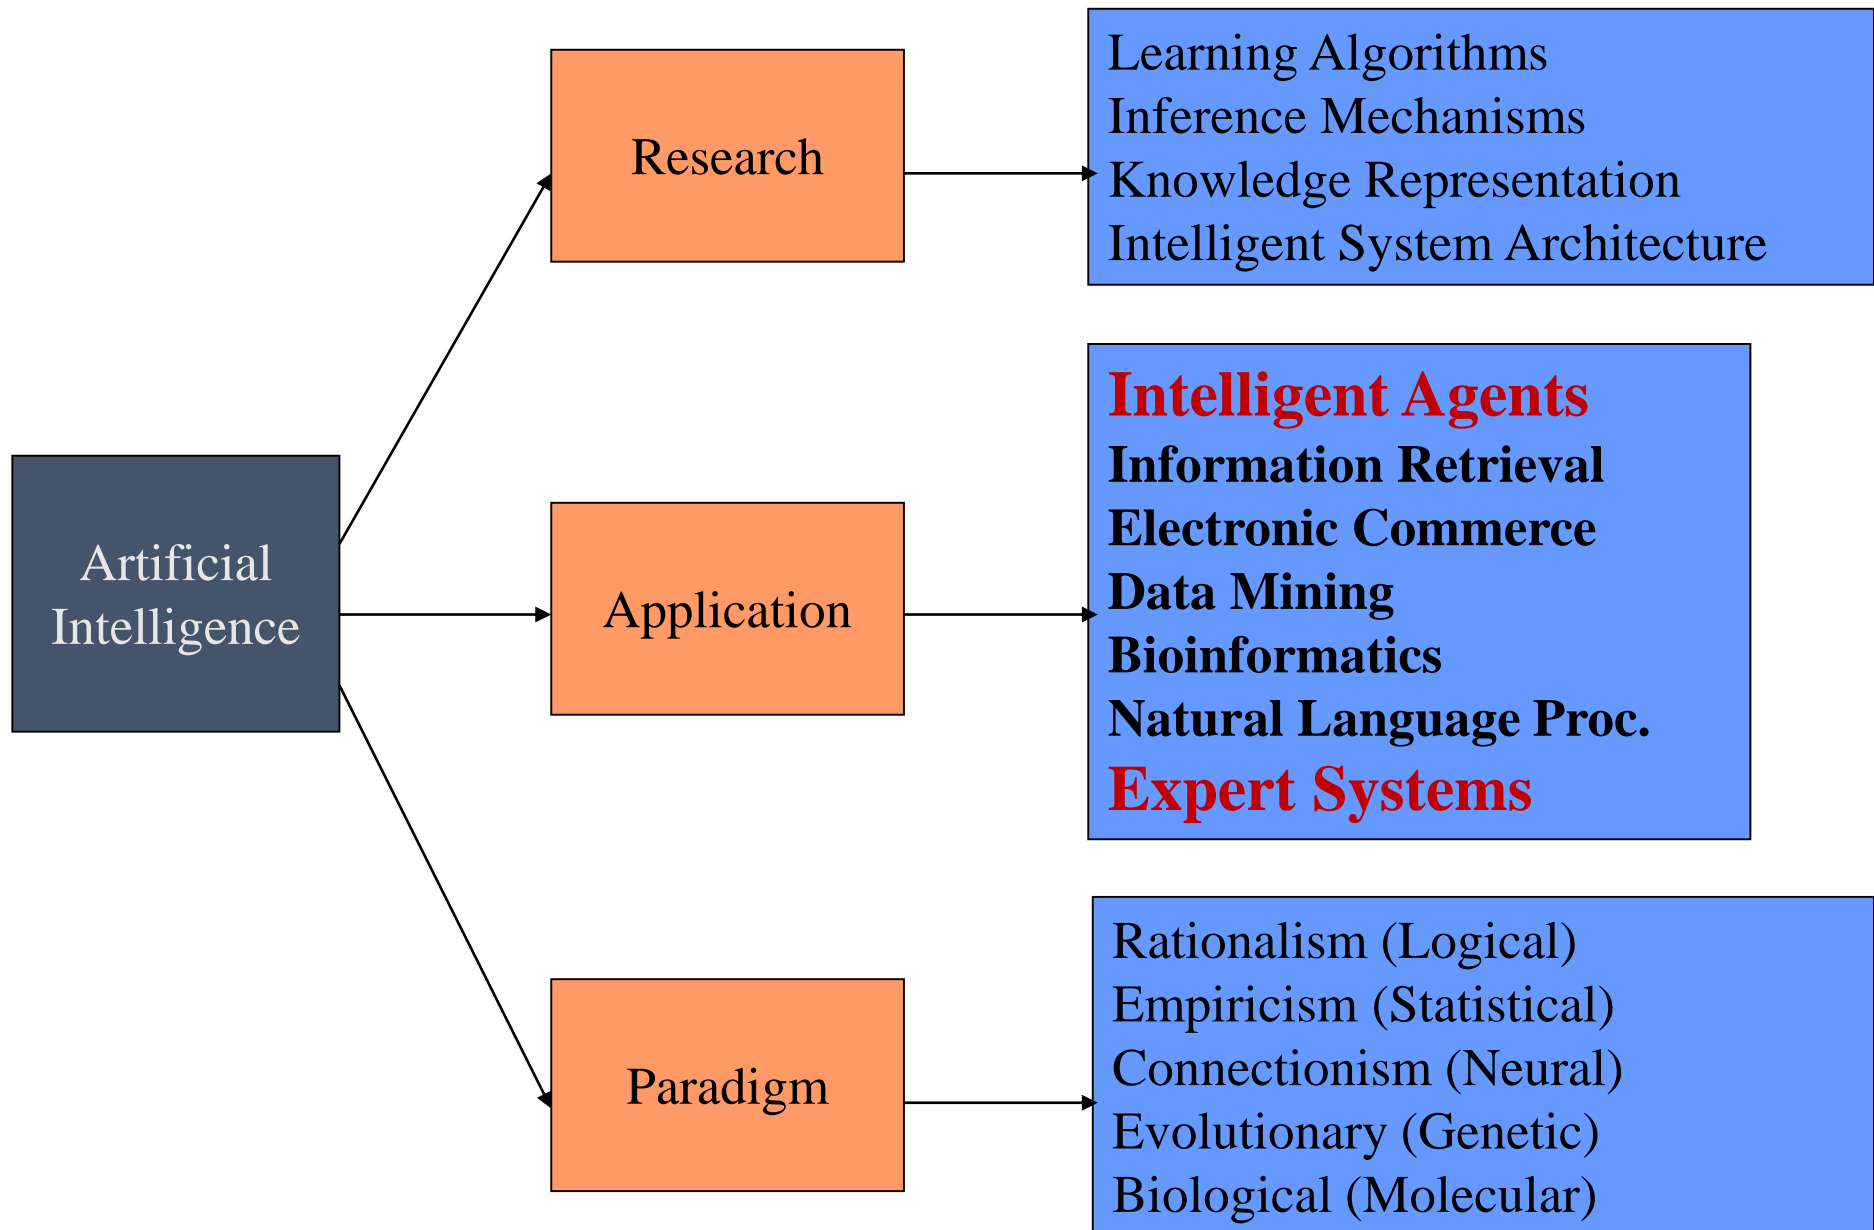 Artificial
Intelligence
Research
Learning Algorithms
Inference Mechanisms
Knowledge Representation
Intelligent System Architecture
Application
Intelligent Agents
Information Retrieval
Electronic Commerce
Data Mining
Bioinformatics
Natural Language Proc.
Expert Systems
Paradigm
Rationalism (Logical)
Empiricism (Statistical)
Connectionism (Neural)
Evolutionary (Genetic)
Biological (Molecular)